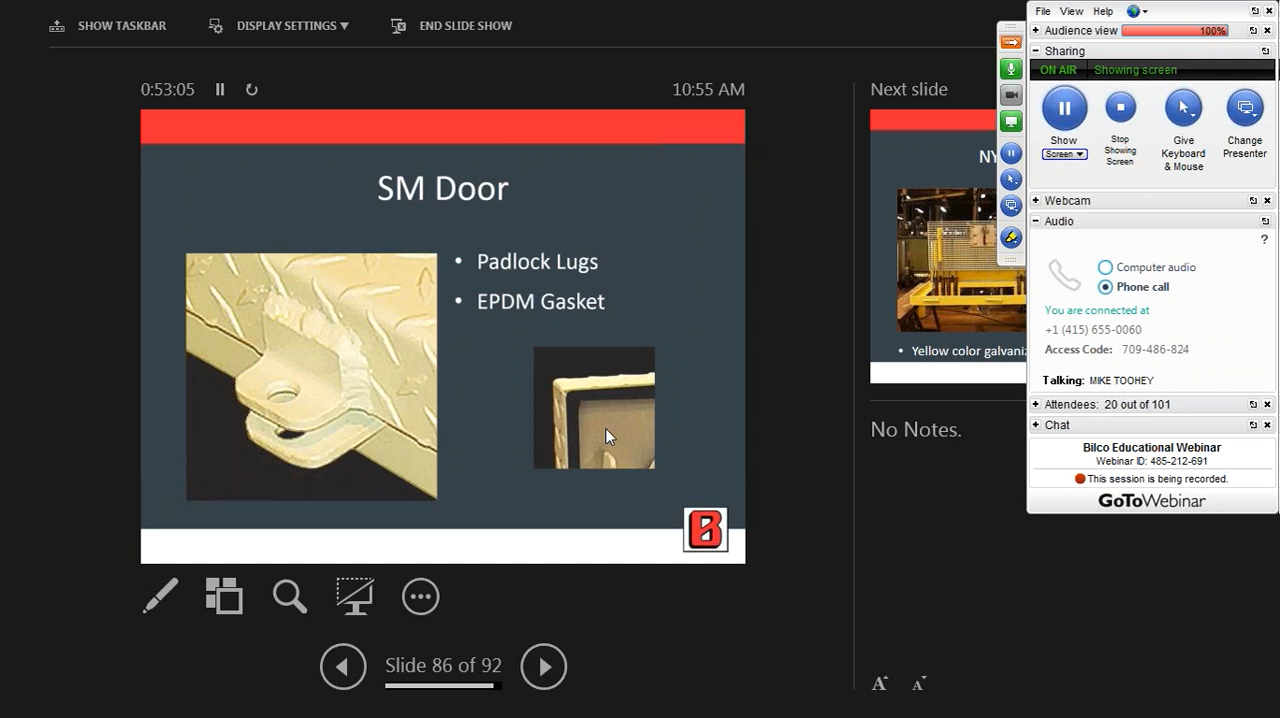 SHOW TASKBAR
DISPLAY SETTINGS
END SLIDE SHOW
0:53:05
10:55 AM
SM Door
• Padlock Lugs
• EPDM Gasket
B
Slide 86 of 92
Next slide
NY
• Yellow color galvaniz
No Notes.
A
A
File View Help
Audience view 100%
Sharing
ON AIR Showing screen
Show
Screen
Stop
Showing
Screen
Give
Keyboard
& Mouse
Change
Presenter
Webcam
Audio
?
Computer audio
Phone call
You are connected at
+1 (415) 655-0060
Access Code: 709-486-824
Talking: MIKE TOOHEY
Attendees: 20 out of 101
Chat
Bilco Educational Webinar
Webinar ID: 485-212-691
This session is being recorded.
GoToWebinar